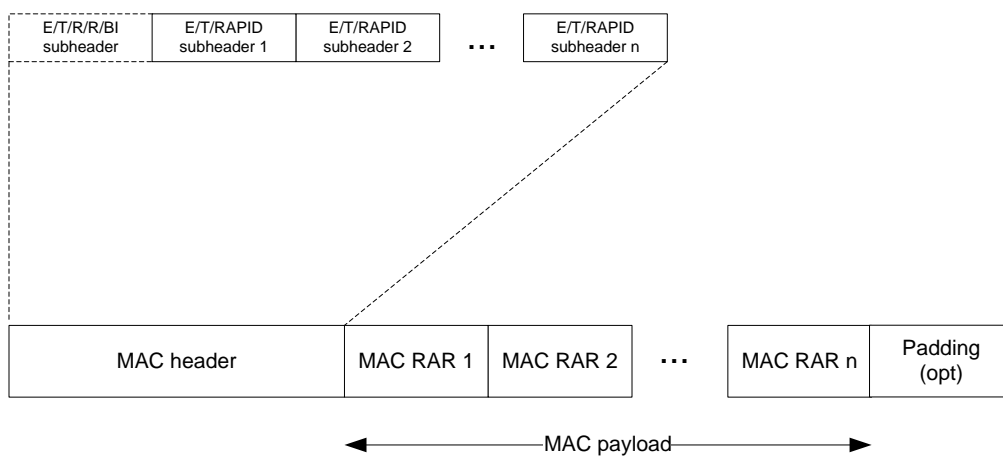 E/T/R/R/BI
subheader
E/T/RAPID
subheader 1
E/T/RAPID
subheader 2
...
E/T/RAPID
subheader n
MAC header
MAC RAR 1
MAC RAR 2
...
MAC RAR n
Padding
(opt)
MAC payload